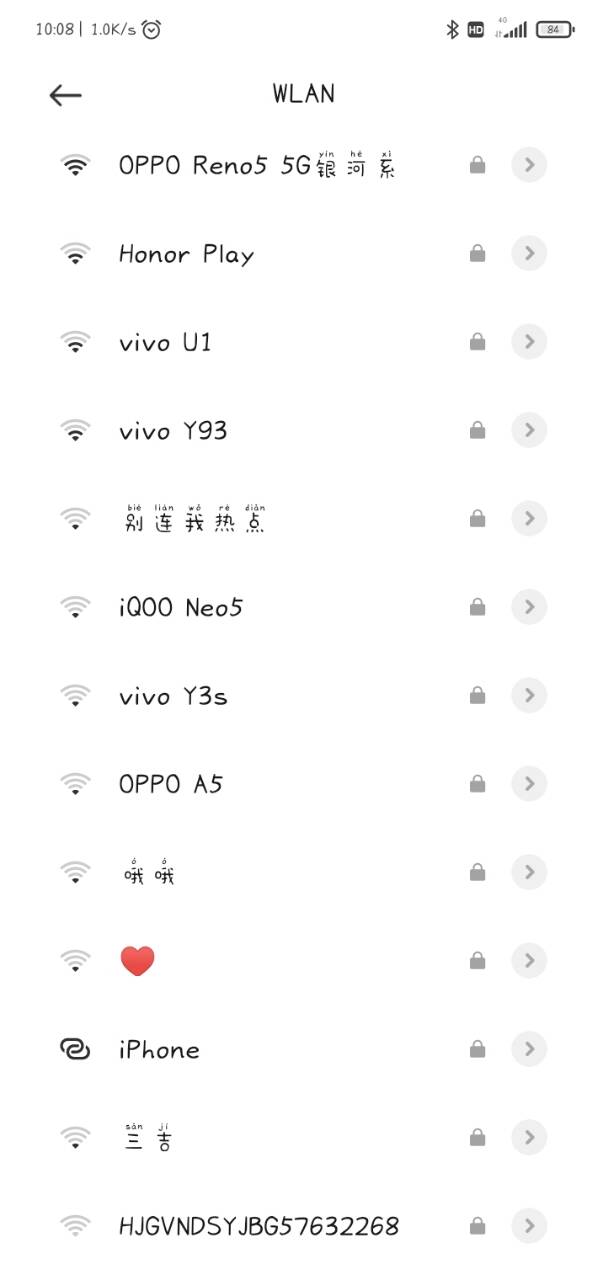 10:08 | 1.0K/s HD 4G 84
WLAN
OPPO Reno5 5G银河系
Honor Play
vivo U1
vivo Y93
别连我热点
iQOO Neo5
vivo Y3s
OPPO A5
哦哦
❤️
iPhone
三吉
HJGVNDSYJBG57632268